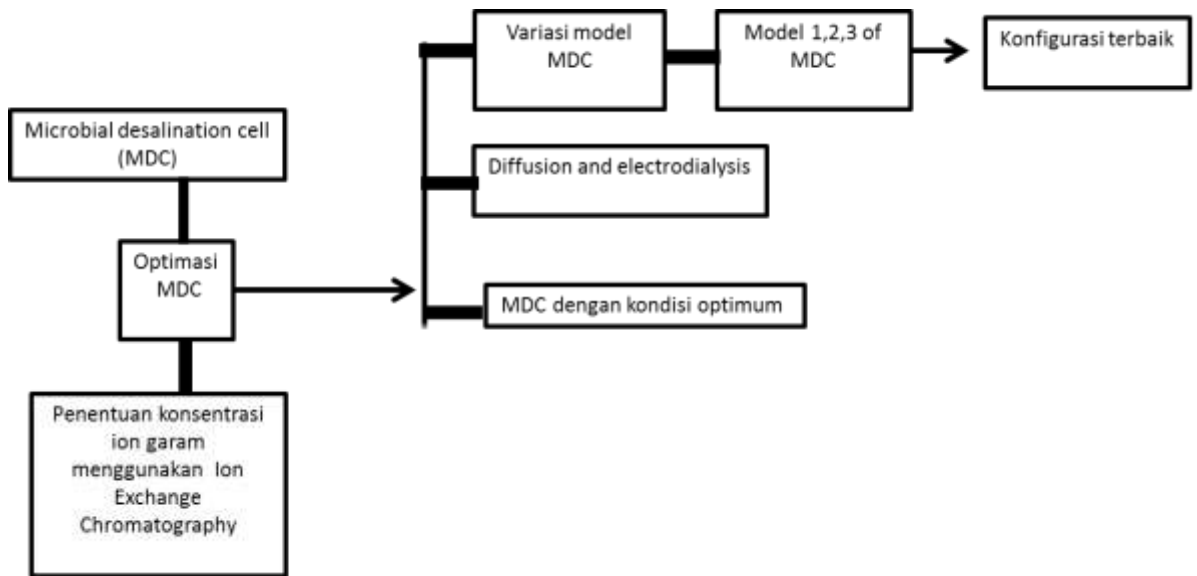 Variasi model
MDC
Model 1,2,3 of
MDC
Konfigurasi terbaik
Microbial desalination cell
(MDC)
Diffusion and electrodialysis
Optimasi
MDC
MDC dengan kondisi optimum
Penentuan konsentrasi
ion garam
menggunakan Ion
Exchange
Chromatography